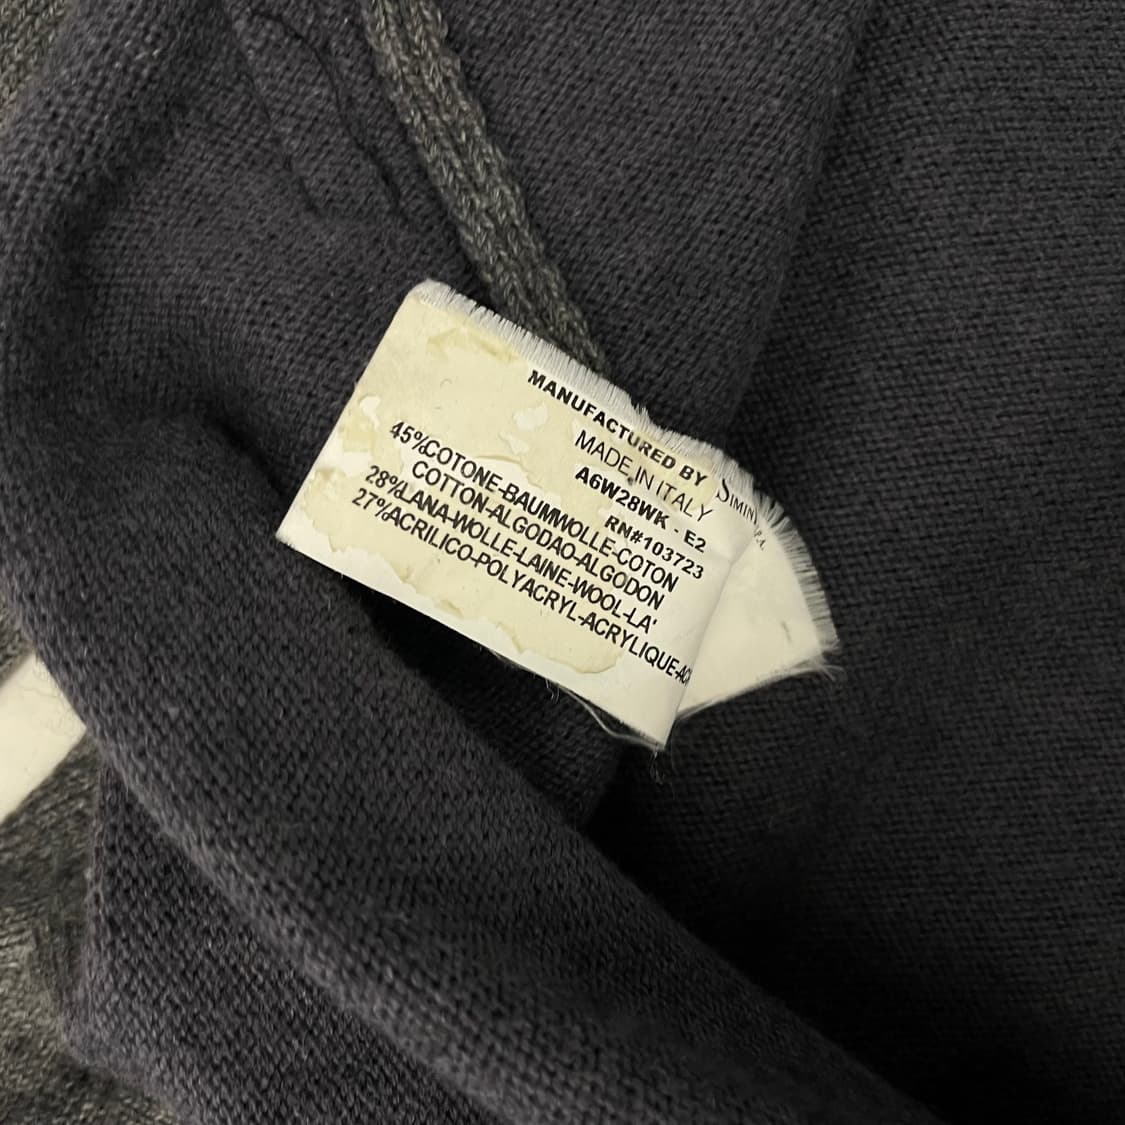 MANUFACTURED BY SIMINT S.P.A.
MADE IN ITALY
A6W28WK - E2
RN#103723
45%COTONE-BAUMWOLLE-COTON
COTTON-ALGODAO-ALGODON
28%LANA-WOLLE-LAINE-WOOL-LA'
27%ACRILICO-POLYACRYL-ACRYLIQUE-